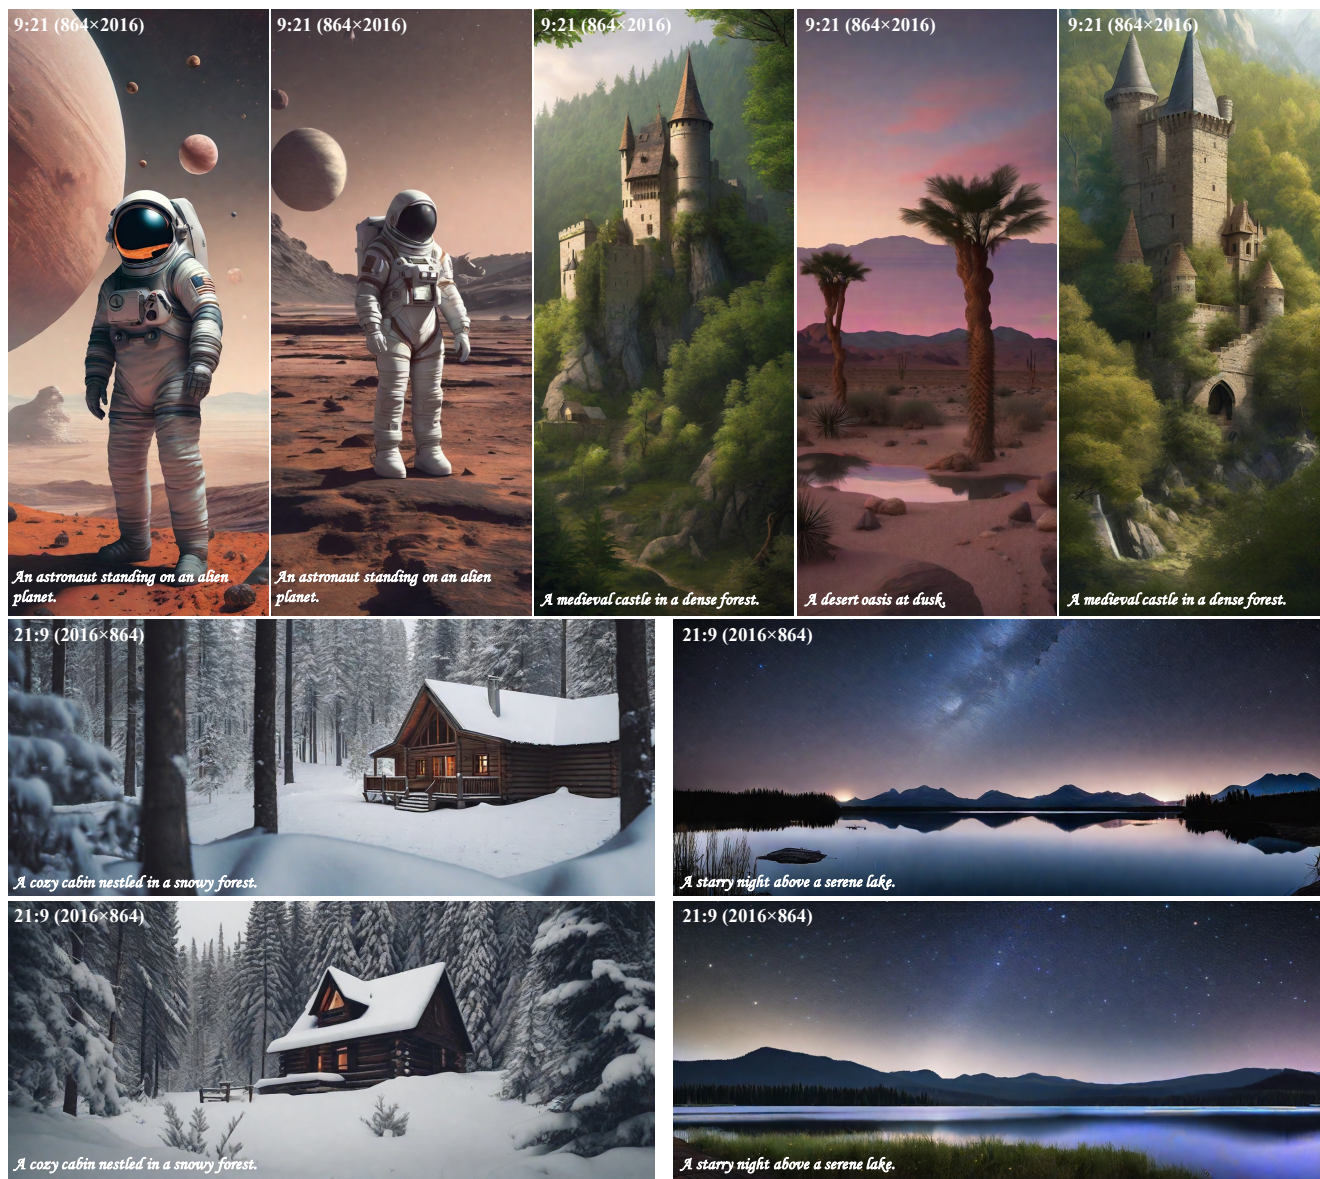 9:21 (864×2016)
An astronaut standing on an alien
planet.
9:21 (864×2016)
An astronaut standing on an alien
planet.
9:21 (864×2016)
A medieval castle in a dense forest.
9:21 (864×2016)
A desert oasis at dusk.
9:21 (864×2016)
A medieval castle in a dense forest.
21:9 (2016×864)
A cozy cabin nestled in a snowy forest.
21:9 (2016×864)
A starry night above a serene lake.
21:9 (2016×864)
A cozy cabin nestled in a snowy forest.
21:9 (2016×864)
A starry night above a serene lake.